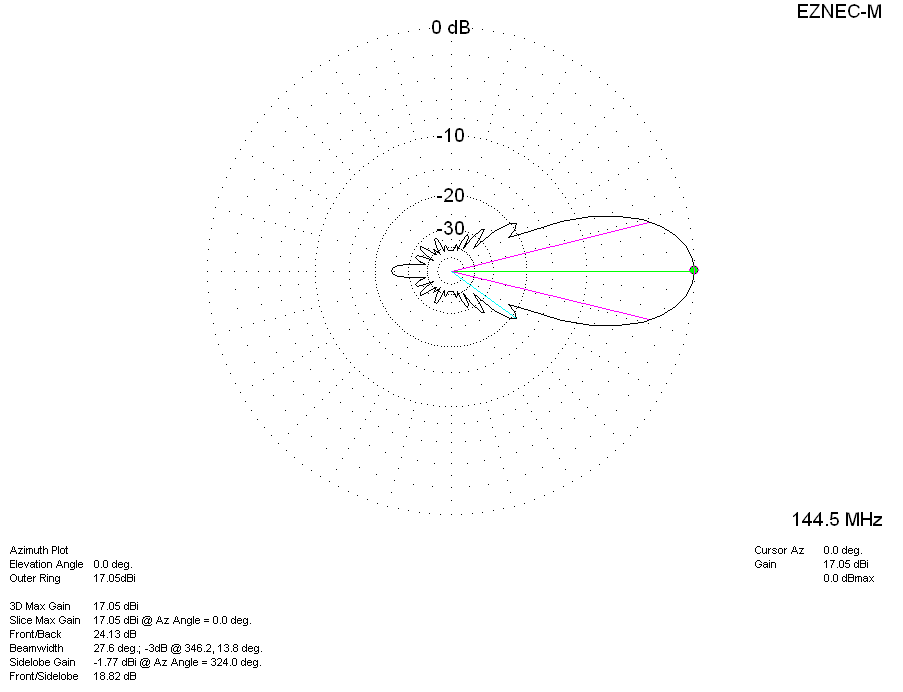 EZNEC-M
0 dB
-10
-20
-30
144.5 MHz
Azimuth Plot
Elevation Angle 0.0 deg.
Outer Ring 17.05dBi
Cursor Az 0.0 deg.
Gain 17.05 dBi
0.0 dBmax
3D Max Gain 17.05 dBi
Slice Max Gain 17.05 dBi @ Az Angle = 0.0 deg.
Front/Back 24.13 dB
Beamwidth 27.6 deg.; -3dB @ 346.2, 13.8 deg.
Sidelobe Gain -1.77 dBi @ Az Angle = 324.0 deg.
Front/Sidelobe 18.82 dB